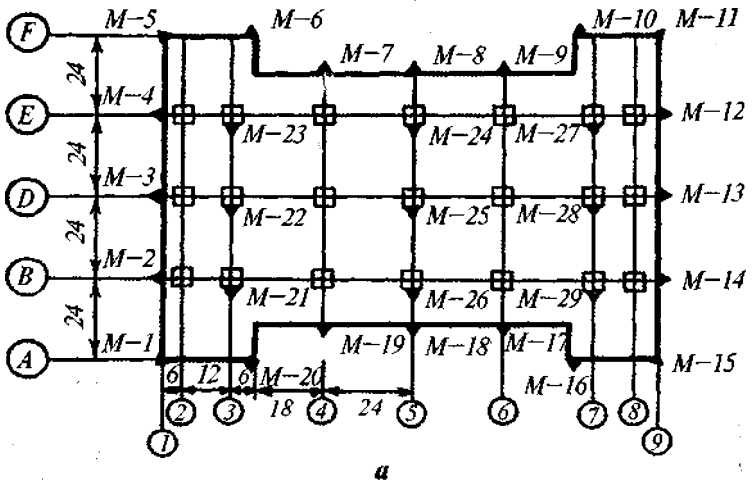 F M−5 M−6 M−10 M−11
24 M−7 M−8 M−9
M−4
E M−12
24 M−23 M−24 M−27
M−3
D M−13
24 M−22 M−25 M−28
M−2
B M−14
24 M−21 M−26 M−29
M−1 M−19 M−18 M−17
A M−15
6 12 6 M−20 M−16
2 3 18 4 24 5 6 7 8
1 9
а